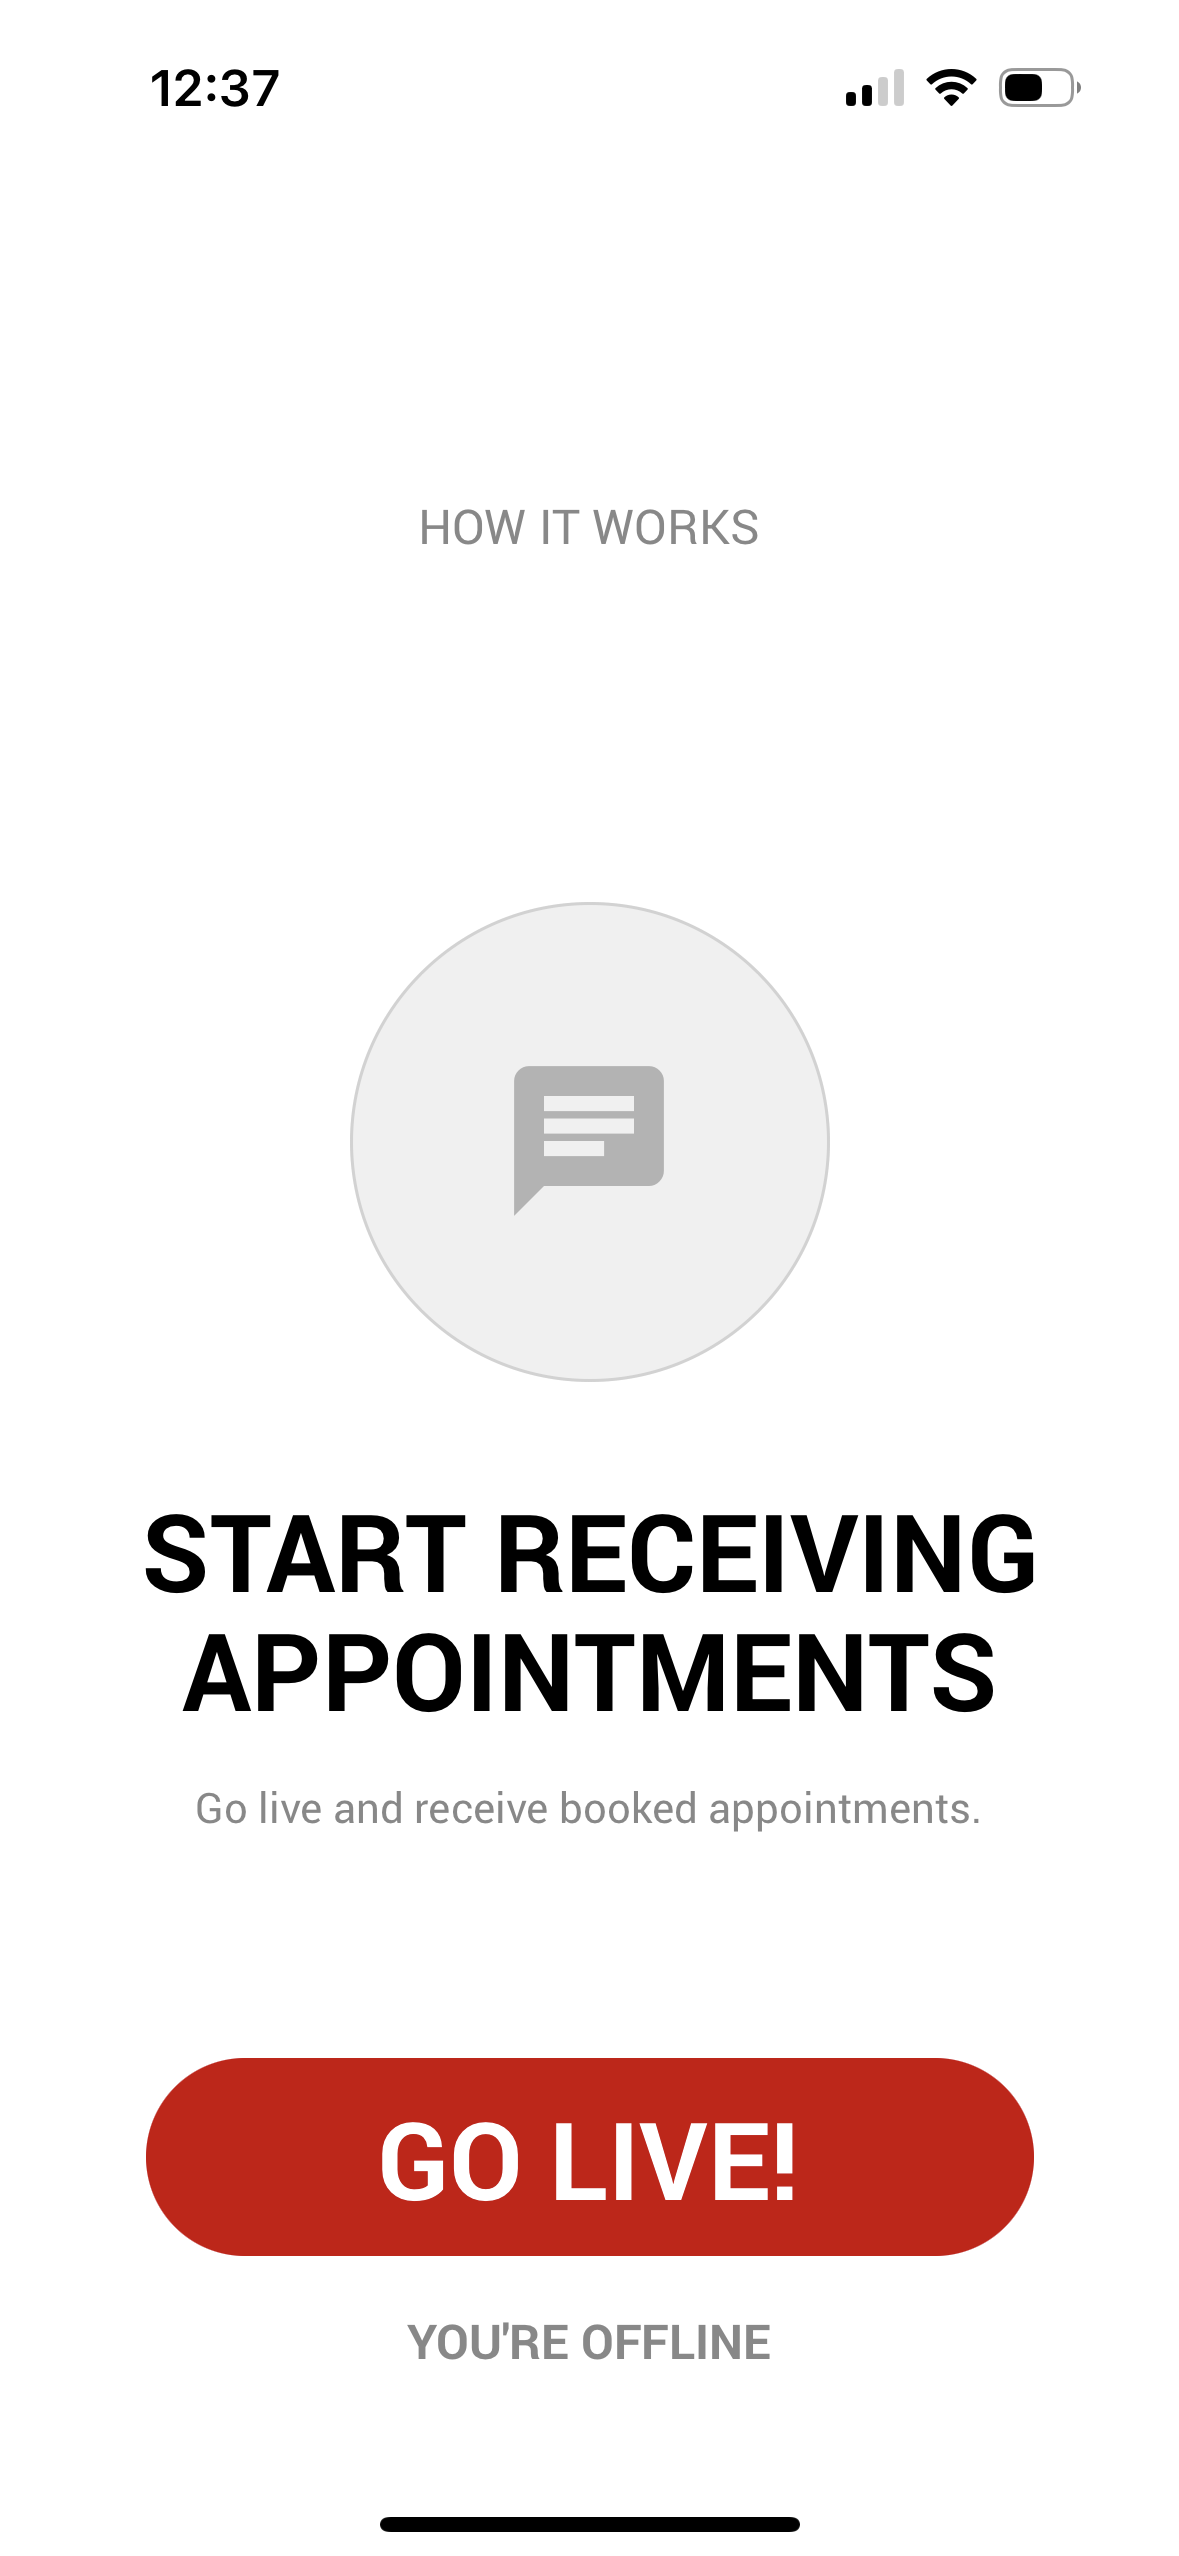 12:37
HOW IT WORKS
START RECEIVING
APPOINTMENTS
Go live and receive booked appointments.
GO LIVE!
YOU'RE OFFLINE